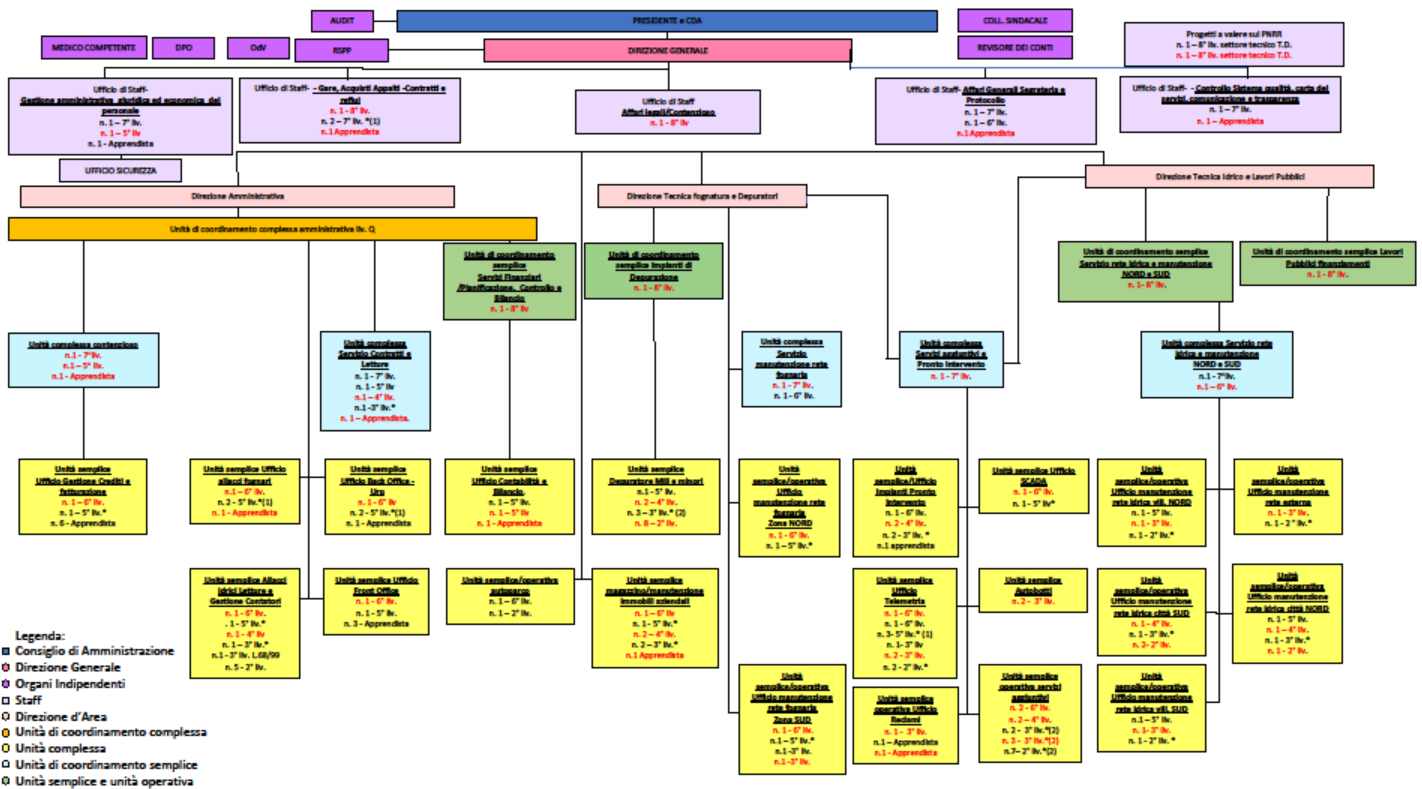 AUDIT
PRESIDENTE e CDA
COLL. SINDACALE
MEDICO COMPETENTE
DPO
OdV
RSPP
DIREZIONE GENERALE
REVISORE DEI CONTI
Progetti a valere sul PNRR
n. 1 – 8° liv. settore tecnico T.D.
n. 1 – 8° liv. settore tecnico T.D.
Ufficio di Staff-
Gestione amministrativa giuridica ed economica del
personale
n. 1 – 7° liv.
n. 1 – 5° liv
n. 1 - Apprendista
Ufficio di Staff- - Gare, Acquisti Appalti -Contratti e
reflui
n. 1 - 8° liv.
n. 2 – 7° liv. *(1)
n.1 Apprendista
Ufficio di Staff
Affari legali/Contenzioso
n. 1 - 8° liv
Ufficio di Staff- Affari Generali Segretaria e
Protocollo
n. 1 – 7° liv.
n. 1 – 6° liv.
n.1 Apprendista
Ufficio di Staff- - Controllo Sistema qualità, carta dei
servizi, comunicazione e trasparenza
n. 1 – 7° liv.
n. 1 – Apprendista
UFFICIO SICUREZZA
Direzione Amministrativa
Direzione Tecnica fognatura e Depuratori
Direzione Tecnica Idrico e Lavori Pubblici
Unità di coordinamento complessa amministrativa liv. Q
Unità di coordinamento
semplice
Servizi Finanziari
/Pianificazione, Controllo e
Bilancio
n. 1 - 8° liv
Unità di coordinamento
semplice Impianti di
Depurazione
n. 1 - 8° liv.
Unità di coordinamento semplice
Servizio rete idrica e manutenzione
NORD e SUD
n. 1- 8° liv.
Unità di coordinamento semplice Lavori
Pubblici finanziamenti
n. 1 - 8° liv.
Unità complessa contenzioso
n.1 - 7°liv.
n.1 – 5° liv.
n.1 - Apprendista
Unità complessa
Servizio Contratti e
Letture
n. 1 - 7° liv.
n. 1 - 5° liv
n.1 – 4° liv.
n.1 -3° liv.*
n. 1 – Apprendista.
Unità complessa
Servizio
manutenzione rete
fognaria
n. 1 - 7° liv.
n. 1 - 6° liv.
Unità complessa
Servizi aggiuntivi e
Pronto Intervento
n. 1 - 7° liv.
Unità complessa Servizio rete
idrica e manutenzione
NORD e SUD
n.1 - 7°liv.
n.1 – 6° liv.
Unità semplice
Ufficio Gestione Crediti e
fatturazione
n. 1 – 6° liv.
n. 1 – 5° liv.*
n. 6 - Apprendista
Unità semplice Ufficio
allacci fognari
n.1 – 6° liv.
n. 2 - 5° liv.*(1)
n. 1 - Apprendista
Unità semplice
Ufficio Back Office -
Urp
n. 1 - 6° liv
n. 2 - 5° liv.*(1)
n. 1 - Apprendista
Unità semplice
Ufficio Contabilità e
Bilancio.
n. 1 – 5° liv.
n. 1 – 5° liv
n. 1 - Apprendista
Unità semplice
Depuratore Mili e minori
n.1 - 5° liv.
n. 2 – 4° liv.
n. 3 – 3° liv.* (2)
n. 8 – 2° liv.
Unità
semplice/operativa
Ufficio
manutenzione rete
fognaria
Zona NORD
n. 1 - 6° liv.
n. 1 – 5° liv.*
Unità
semplice/Ufficio
Impianti Pronto
Intervento
n. 1 - 6° liv.
n. 2 - 4° liv.
n. 2 - 3° liv. *
n.1 apprendista
Unità semplice Ufficio
SCADA
n. 1 - 6° liv.
n. 1 - 5° liv*
Unità
semplice/operativa
Ufficio manutenzione
rete idrica vill. NORD
n. 1 - 5° liv.
n. 1 - 3° liv.
n. 1 - 2° liv.*
Unità
semplice/operativa
Ufficio manutenzione
rete esterna
n. 1 - 3° liv.
n. 1 - 2 ° liv.*
Unità semplice Allacci
Idrici Letture e
Gestione Contatori
n. 1 - 6° liv.
. 1 - 5° liv.*
n. 1 - 4° liv
n. 1 – 3° liv.*
n.1 - 3° liv. L.68/99
n. 5 - 2° liv.
Unità semplice Ufficio
Front Office
n. 1 - 6° liv.
n. 1 - 5° liv.
n. 3 - Apprendista
Unità semplice/operativa
autoparco
n. 1 – 6° liv.
n. 1 – 2° liv.
Unità semplice
magazzino/manutenzione
Immobili aziendali
n. 1 – 6° liv
n. 1 - 5° liv.*
n. 2 – 4° liv.
n. 2 – 3° liv.*
n.1 Apprendista
Unità semplice
Ufficio
Telemetria
n. 1 - 6° liv.
n. 1 - 6° liv.
n.3- 5° liv.* (1)
n. 1- 3° liv
n. 2 - 3° liv.
n. 2 - 2° liv.*
Unità semplice
Autobotti
n. 2 - 3° liv.
Unità
semplice/operativa
Ufficio manutenzione
rete idrica città SUD
n. 1 - 4° liv.
n. 1 - 3° liv.*
n. 2- 2° liv.
Unità
semplice/operativa
Ufficio manutenzione
rete idrica città NORD
n. 1 - 5° liv.
n. 1 – 4° liv.
n. 1 - 3° liv.*
n. 1 - 2° liv.
Unità
semplice/operativa
Ufficio manutenzione
rete fognaria
Zona SUD
n. 1 - 6° liv.
n.1 – 5° liv.*
n.1 -3° liv.
n.1 -3° liv.
Unità semplice
operativa Ufficio
Reclami
n. 1 - 3° liv.
n.1 – Apprendista
n.1 - Apprendista
Unità semplice
operativa servizi
aggiuntivi
n. 2 - 6° liv.
n. 2 – 4° liv.
n. 2 - 3° liv.*(2)
n. 3 - 3° liv.*(2)
n.7– 2° liv.*(2)
Unità
semplice/operativa
Ufficio manutenzione
rete idrica vill. SUD
n.1 – 5° liv.
n.1 - 3° liv.
n. 1 - 2° liv. *
Legenda:
Consiglio di Amministrazione
Direzione Generale
Organi Indipendenti
Staff
Direzione d'Area
Unità di coordinamento complessa
Unità complessa
Unità di coordinamento semplice
Unità semplice e unità operativa